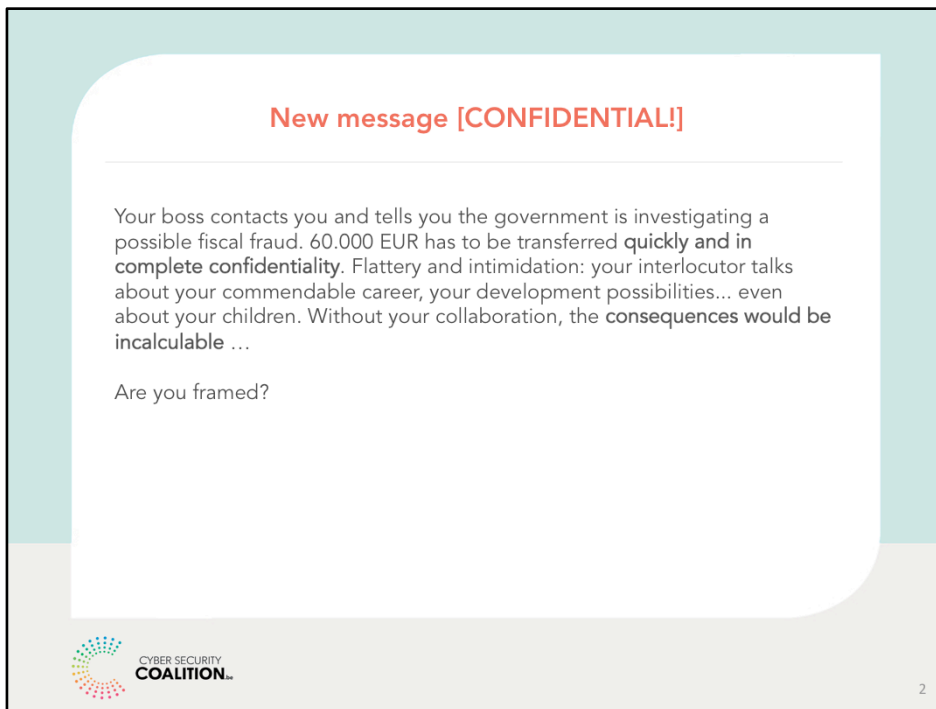 New message [CONFIDENTIAL!]
Your boss contacts you and tells you the government is investigating a
possible fiscal fraud. 60.000 EUR has to be transferred quickly and in
complete confidentiality. Flattery and intimidation: your interlocutor talks
about your commendable career, your development possibilities... even
about your children. Without your collaboration, the consequences would be
incalculable …
Are you framed?
CYBER SECURITY
COALITION.be
2